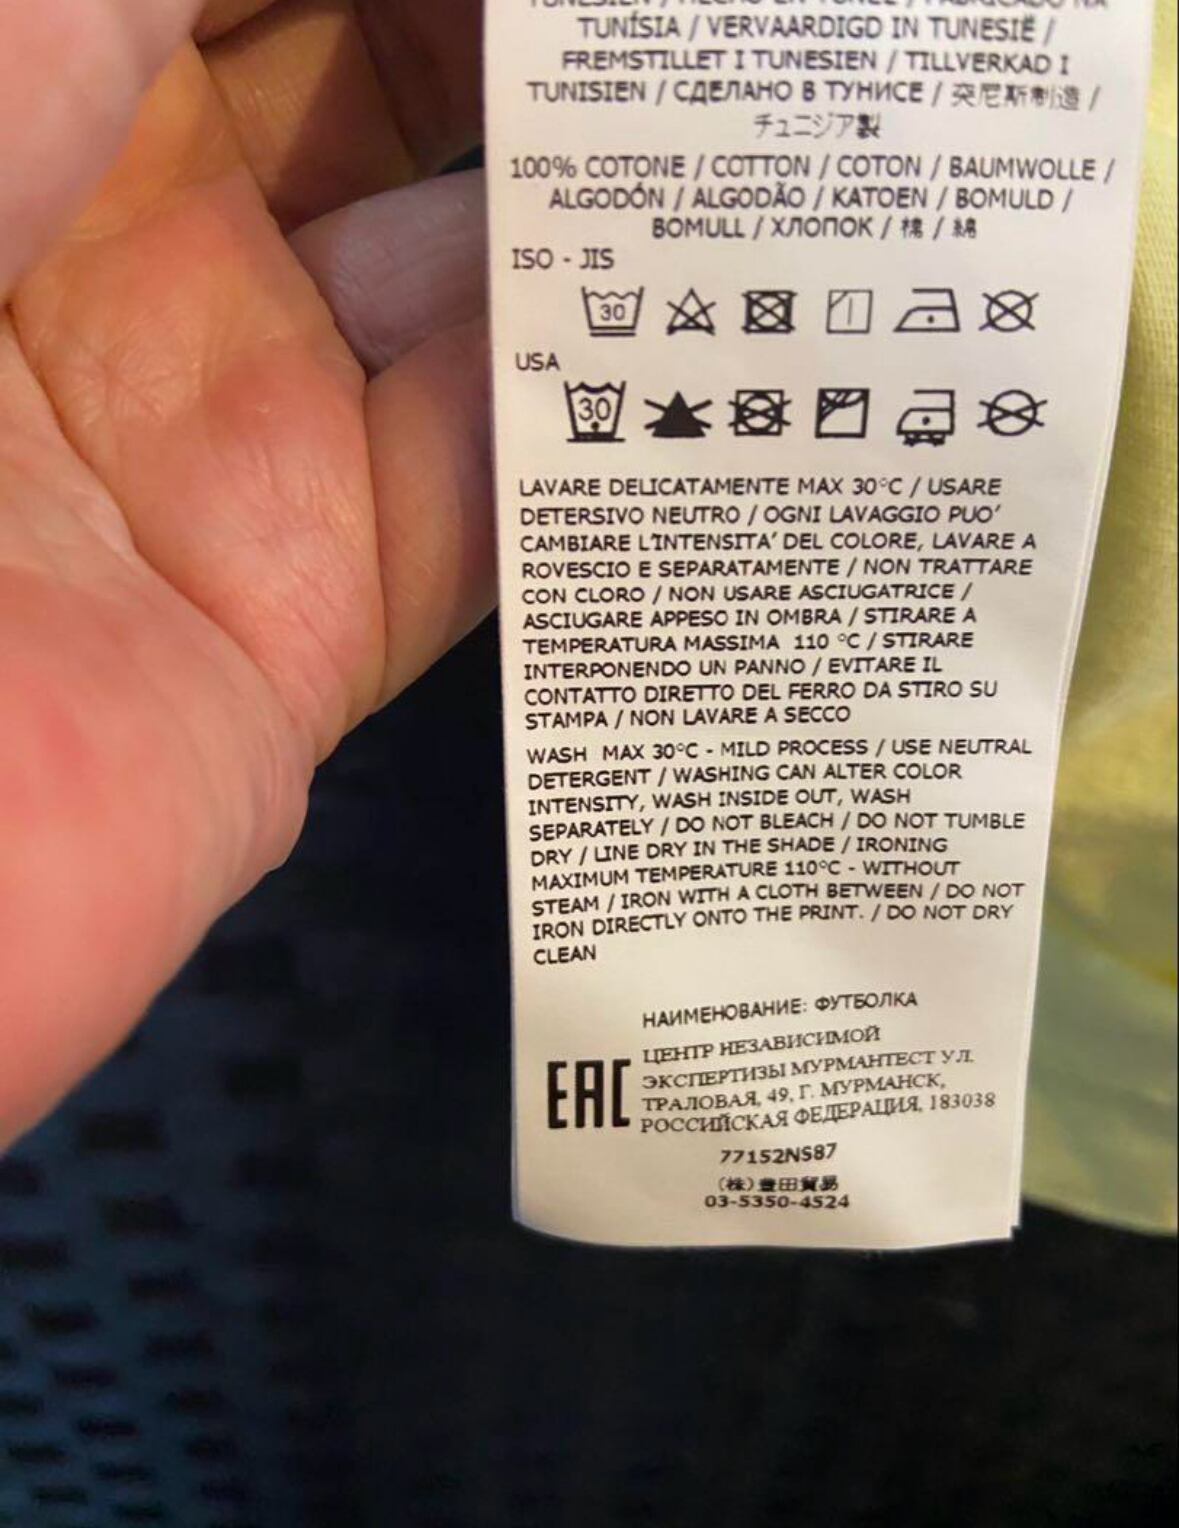 TUNESIEN / HECHO EN TÚNEZ / FABRICADO NA
TUNÍSIA / VERVAARDIGD IN TUNESIË /
FREMSTILLET I TUNESIEN / TILLVERKAD I
TUNISIEN / СДЕЛАНО В ТУНИСЕ / 突尼斯制造 /
チュニジア製
100% COTONE / COTTON / COTON / BAUMWOLLE /
ALGODÓN / ALGODÃO / KATOEN / BOMULD /
BOMULL / ХЛОПОК / 棉 / 綿
ISO - JIS
30
USA
30
LAVARE DELICATAMENTE MAX 30°C / USARE
DETERSIVO NEUTRO / OGNI LAVAGGIO PUO'
CAMBIARE L'INTENSITA' DEL COLORE, LAVARE A
ROVESCIO E SEPARATAMENTE / NON TRATTARE
CON CLORO / NON USARE ASCIUGATRICE /
ASCIUGARE APPESO IN OMBRA / STIRARE A
TEMPERATURA MASSIMA 110 °C / STIRARE
INTERPONENDO UN PANNO / EVITARE IL
CONTATTO DIRETTO DEL FERRO DA STIRO SU
STAMPA / NON LAVARE A SECCO
WASH MAX 30°C - MILD PROCESS / USE NEUTRAL
DETERGENT / WASHING CAN ALTER COLOR
INTENSITY, WASH INSIDE OUT, WASH
SEPARATELY / DO NOT BLEACH / DO NOT TUMBLE
DRY / LINE DRY IN THE SHADE / IRONING
MAXIMUM TEMPERATURE 110°C - WITHOUT
STEAM / IRON WITH A CLOTH BETWEEN / DO NOT
IRON DIRECTLY ONTO THE PRINT. / DO NOT DRY
CLEAN
НАИМЕНОВАНИЕ: ФУТБОЛКА
EAC
ЦЕНТР НЕЗАВИСИМОЙ
ЭКСПЕРТИЗЫ МУРМАНТЕСТ УЛ.
ТРАЛОВАЯ, 49, Г. МУРМАНСК,
РОССИЙСКАЯ ФЕДЕРАЦИЯ, 183038
77152NS87
(株)豊田貿易
03-5350-4524